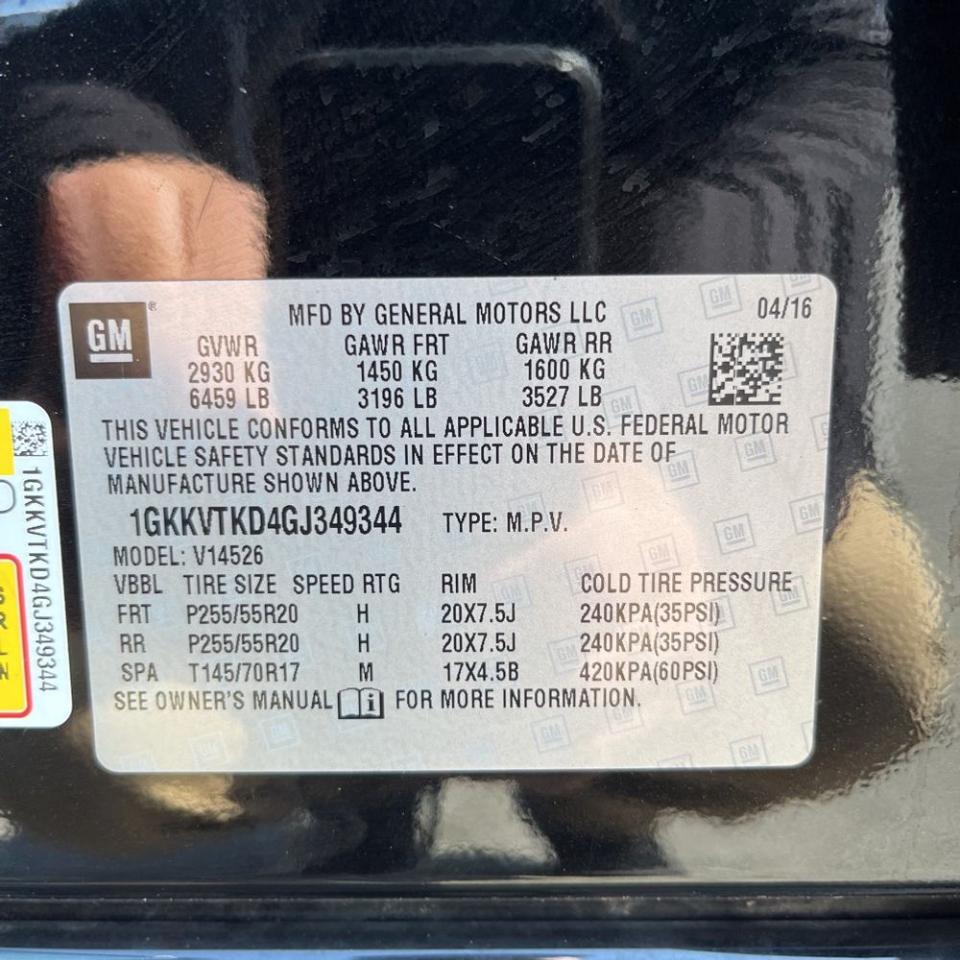 GM
®
MFD BY GENERAL MOTORS LLC
04/16
GVWR GAWR FRT GAWR RR
2930 KG 1450 KG 1600 KG
6459 LB 3196 LB 3527 LB
THIS VEHICLE CONFORMS TO ALL APPLICABLE U.S. FEDERAL MOTOR
VEHICLE SAFETY STANDARDS IN EFFECT ON THE DATE OF
MANUFACTURE SHOWN ABOVE.
1GKKVTKD4GJ349344 TYPE: M.P.V.
MODEL: V14526
VBBL TIRE SIZE SPEED RTG RIM COLD TIRE PRESSURE
FRT P255/55R20 H 20X7.5J 240KPA(35PSI)
RR P255/55R20 H 20X7.5J 240KPA(35PSI)
SPA T145/70R17 M 17X4.5B 420KPA(60PSI)
SEE OWNER'S MANUAL i FOR MORE INFORMATION.
1GKKVTKD4GJ349344